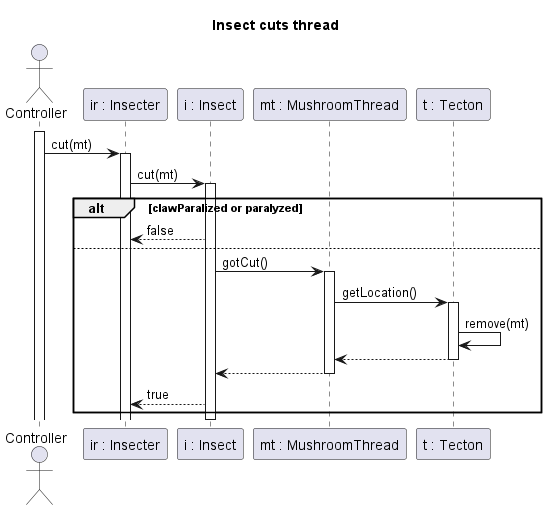 Insect cuts thread
Controller
ir : Insecter
i : Insect
mt : MushroomThread
t : Tecton
cut(mt)
cut(mt)
alt
[clawParalized or paralyzed]
false
gotCut()
getLocation()
remove(mt)
true
Controller
ir : Insecter
i : Insect
mt : MushroomThread
t : Tecton